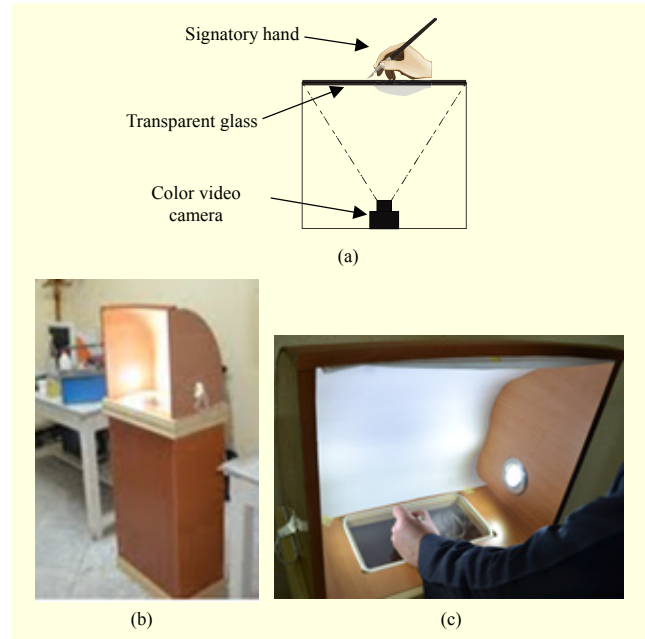 Signatory hand
Transparent glass
Color video
camera
(a)
(b)
(c)